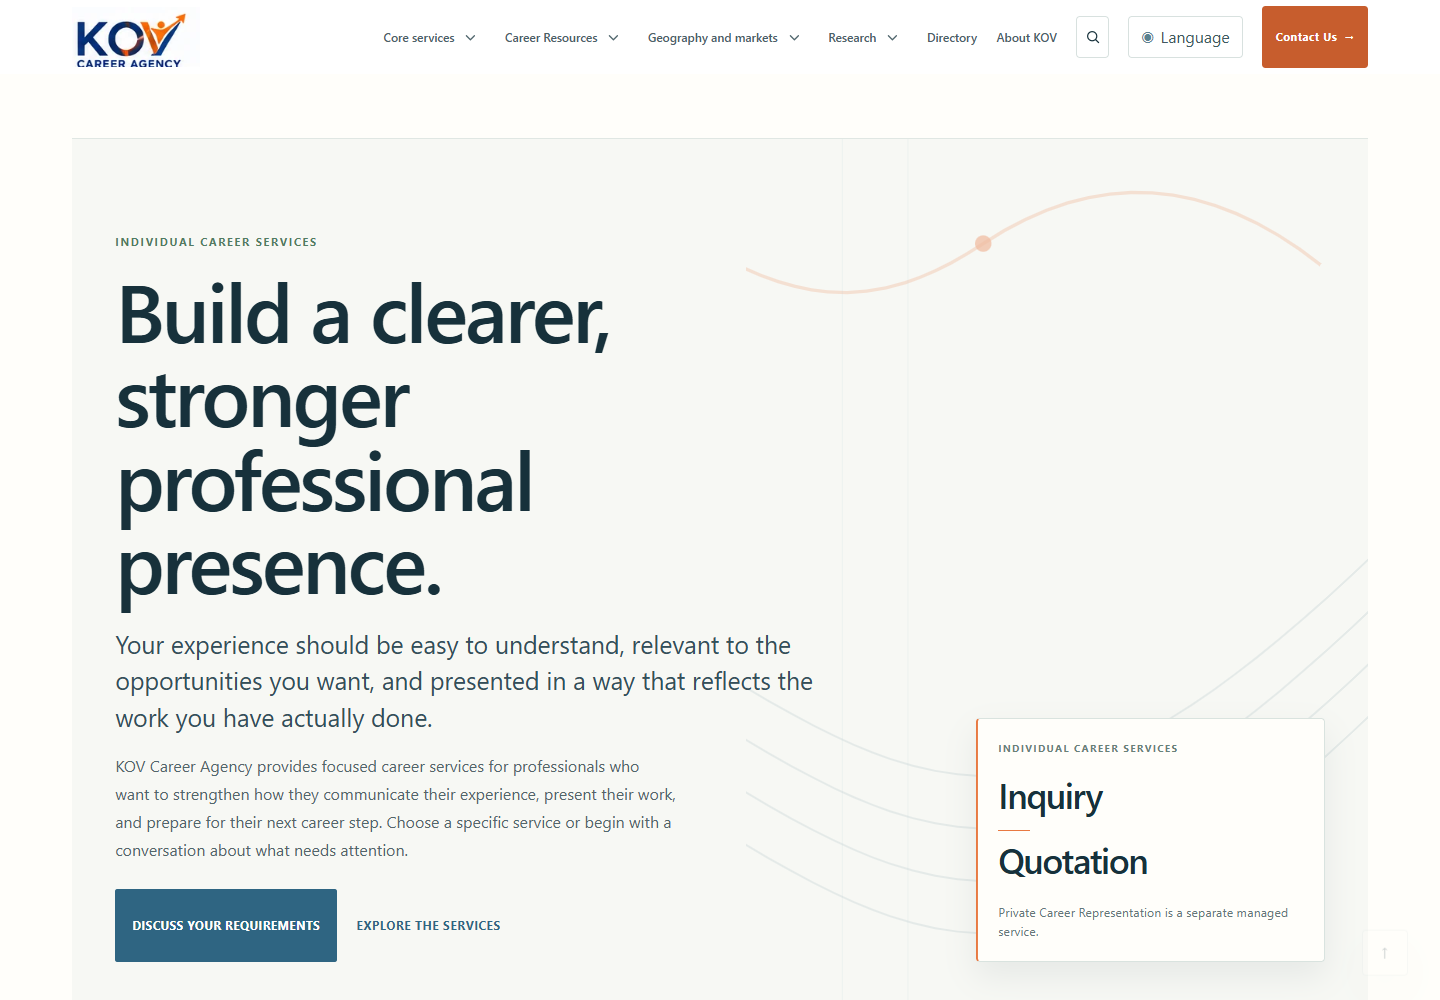 KOV
CAREER AGENCY
Core services
Career Resources
Geography and markets
Research
Directory
About KOV
Language
Contact Us →
INDIVIDUAL CAREER SERVICES
Build a clearer,
stronger
professional
presence.
Your experience should be easy to understand, relevant to the
opportunities you want, and presented in a way that reflects the
work you have actually done.
KOV Career Agency provides focused career services for professionals who
want to strengthen how they communicate their experience, present their work,
and prepare for their next career step. Choose a specific service or begin with a
conversation about what needs attention.
DISCUSS YOUR REQUIREMENTS
EXPLORE THE SERVICES
INDIVIDUAL CAREER SERVICES
Inquiry
Quotation
Private Career Representation is a separate managed
service.
↑